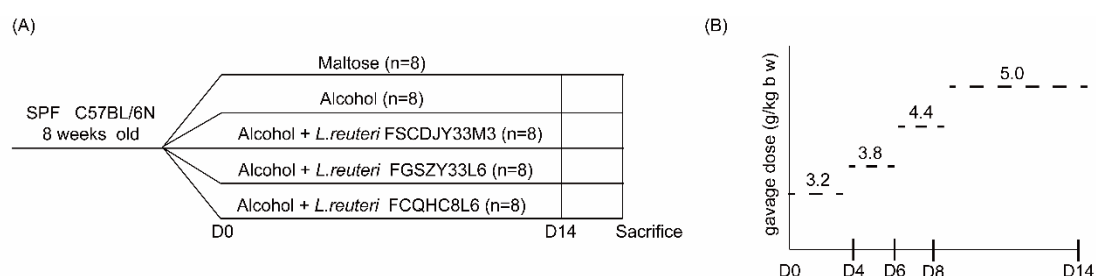 (A)
SPF C57BL/6N
8 weeks old
Maltose (n=8)
Alcohol (n=8)
Alcohol + L.reuteri FSCDJY33M3 (n=8)
Alcohol + L.reuteri FGSZY33L6 (n=8)
Alcohol + L.reuteri FCQHC8L6 (n=8)
D0
D14
Sacrifice
(B)
gavage dose (g/kg b w)
3.2
3.8
4.4
5.0
D0
D4
D6
D8
D14